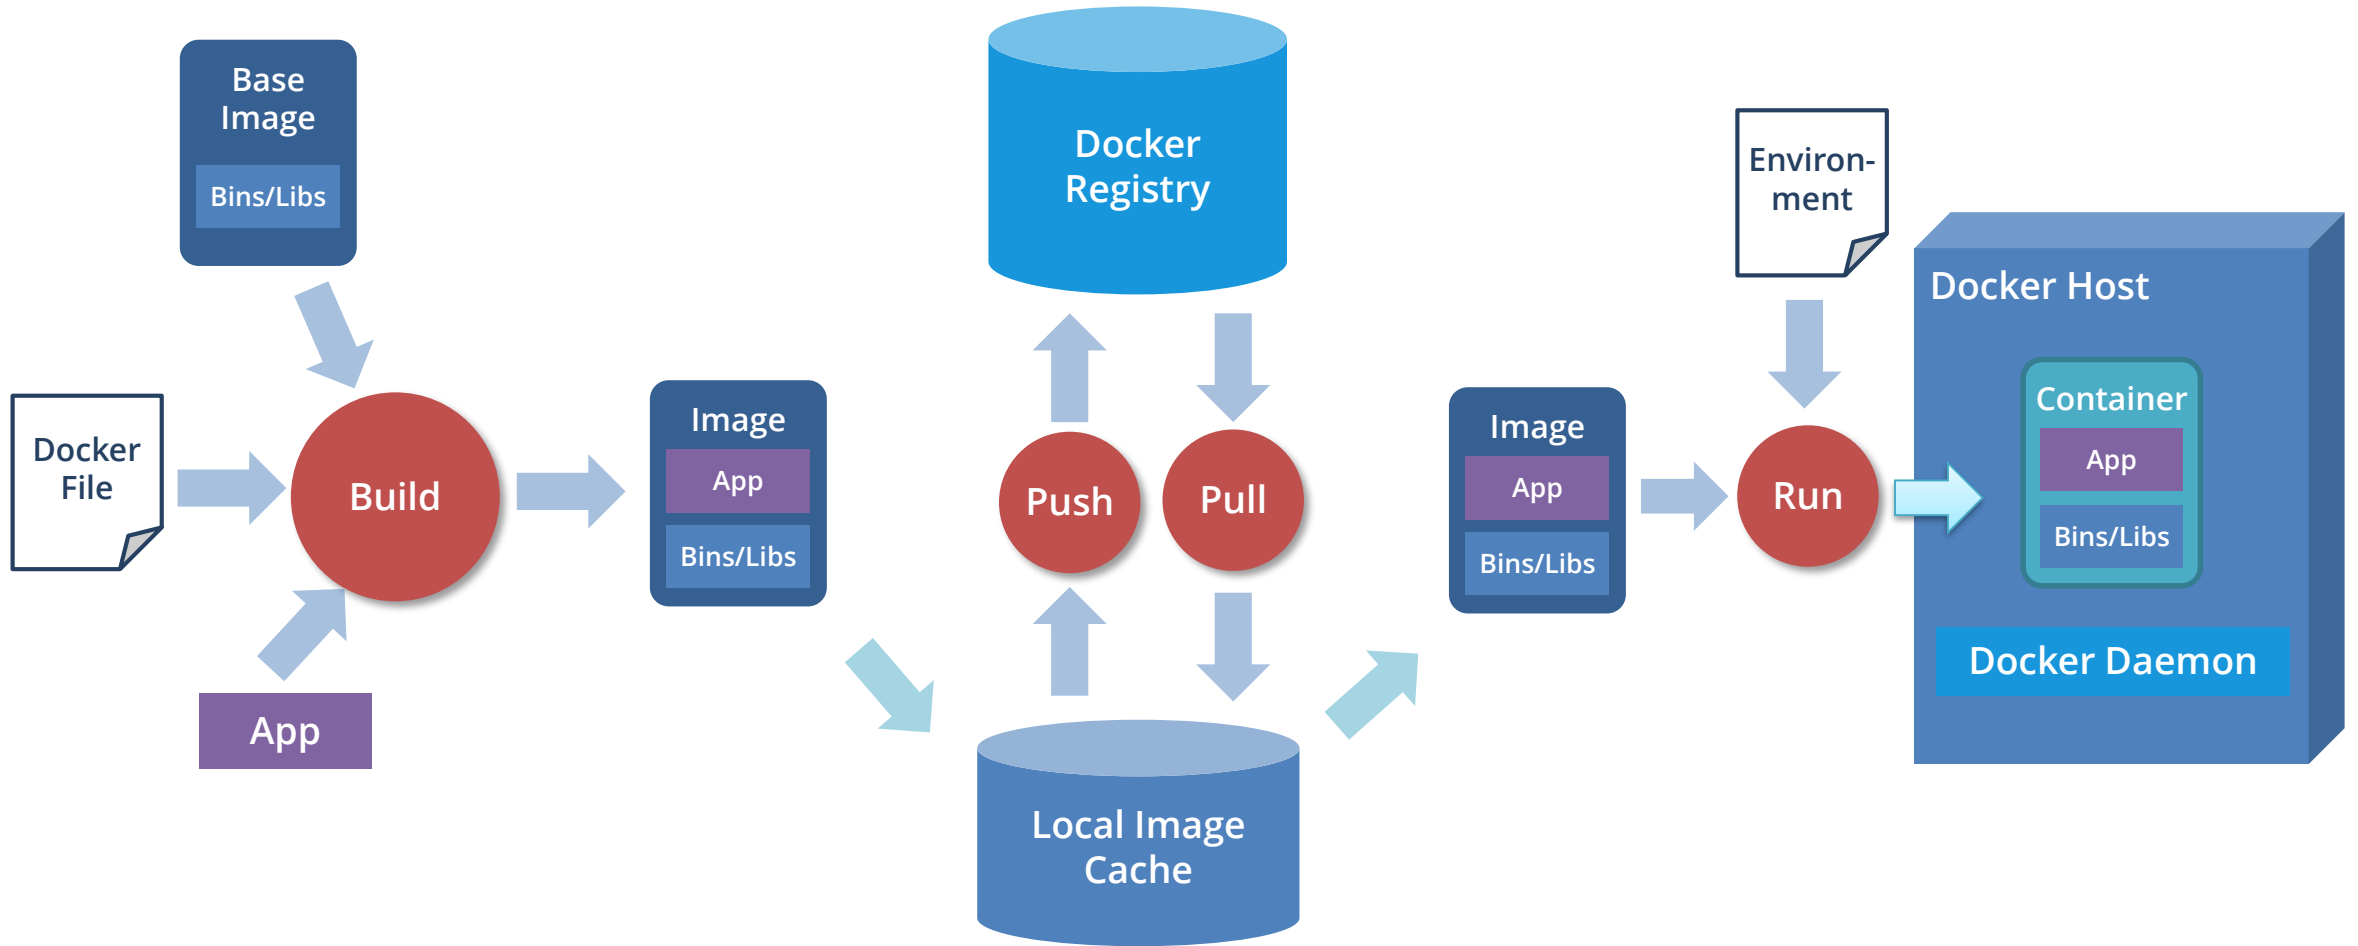 Base
Image
Bins/Libs
Docker
File
Build
App
Image
App
Bins/Libs
Docker
Registry
Push
Pull
Local Image
Cache
Image
App
Bins/Libs
Environ-
ment
Run
Docker Host
Container
App
Bins/Libs
Docker Daemon